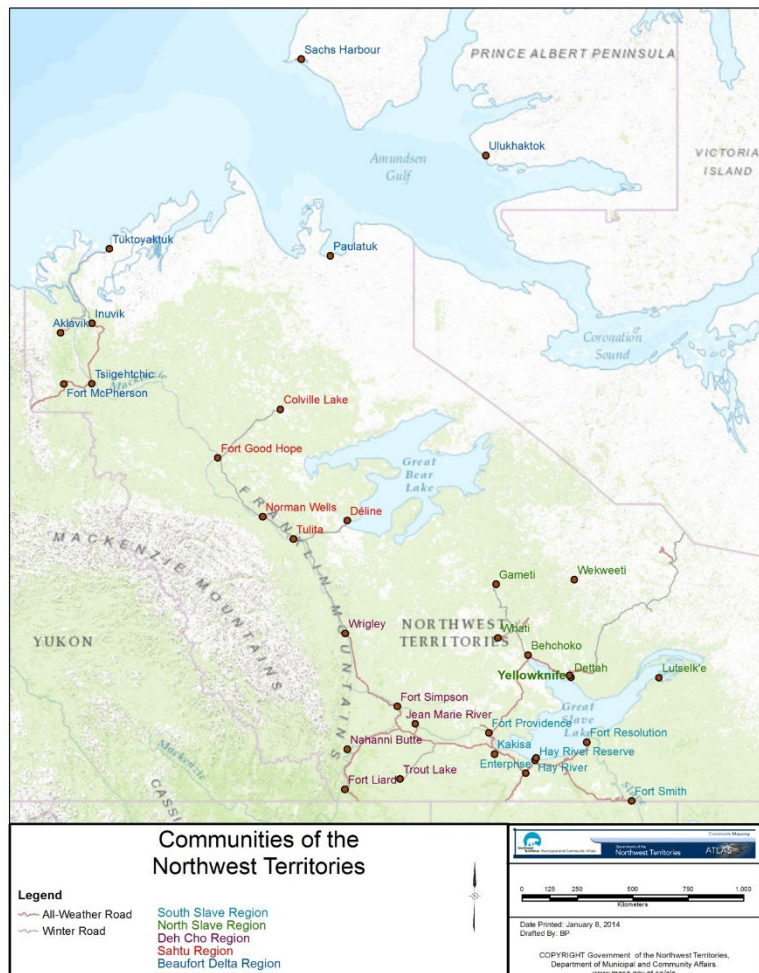 Sachs Harbour
PRINCE ALBERT PENINSULA
Ulukhaktok
VICTORIA
ISLAND
Amundsen
Gulf
Tuktoyaktuk
Paulatuk
Inuvik
Aklavik
Coronation
Sound
Tsiigehtchic
Mackenzie
Fort McPherson
Colville Lake
Fort Good Hope
Great
Bear
Lake
Norman Wells
Déline
Tulita
FRANKLIN MOUNTAINS
MACKENZIE MOUNTAINS
Gameti
Wekweeti
NORTHWEST
TERRITORIES
Wrigley
Whati
YUKON
Behchoko
Dettah
Yellowknife
Lutselk'e
Fort Simpson
Great
Slave
Lake
Jean Marie River
Fort Providence
Fort Resolution
Nahanni Butte
Kakisa
Hay River Reserve
Mackenzie
Enterprise
Hay River
Trout Lake
Fort Liard
Fort Smith
CASSI
Communities of the
Northwest Territories
Legend
All-Weather Road
Winter Road
South Slave Region
North Slave Region
Deh Cho Region
Sahtu Region
Beaufort Delta Region
Northwest Territories
ATLAS
0 125 250 500 750 1,000
Kilometers
Date Printed: January 8, 2014
Drafted By: BP
COPYRIGHT Government of the Northwest Territories,
Department of Municipal and Community Affairs.